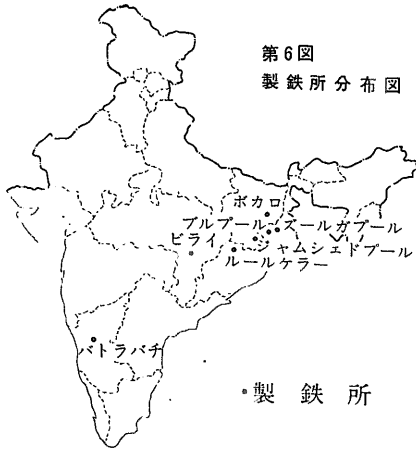 第6図
製鉄所分布図
ボカロ
ブルプール
ズールガプール
ビライ
ジャムシェドプール
ルールケラー
バトラバチ
・製鉄所